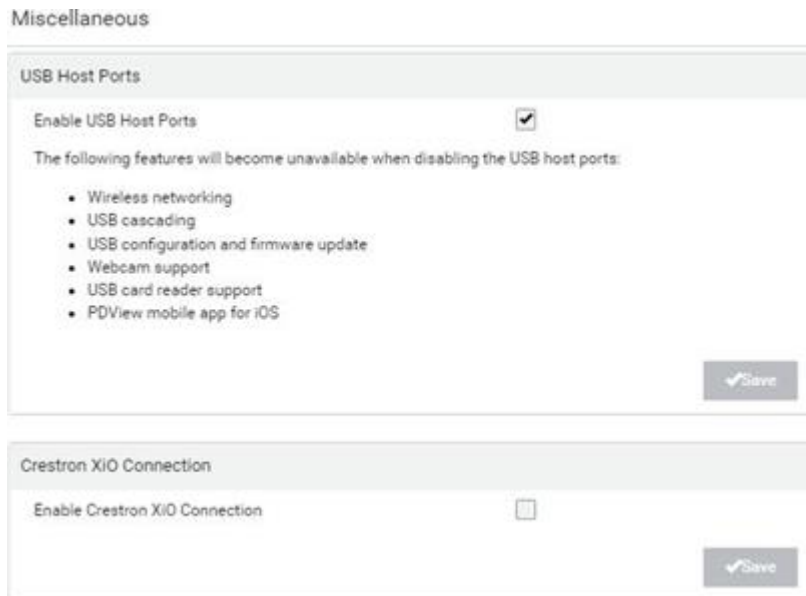 Miscellaneous
USB Host Ports
Enable USB Host Ports
The following features will become unavailable when disabling the USB host ports:
• Wireless networking
• USB cascading
• USB configuration and firmware update
• Webcam support
• USB card reader support
• PDView mobile app for iOS
✔Save
Crestron XiO Connection
Enable Crestron XiO Connection
✔Save